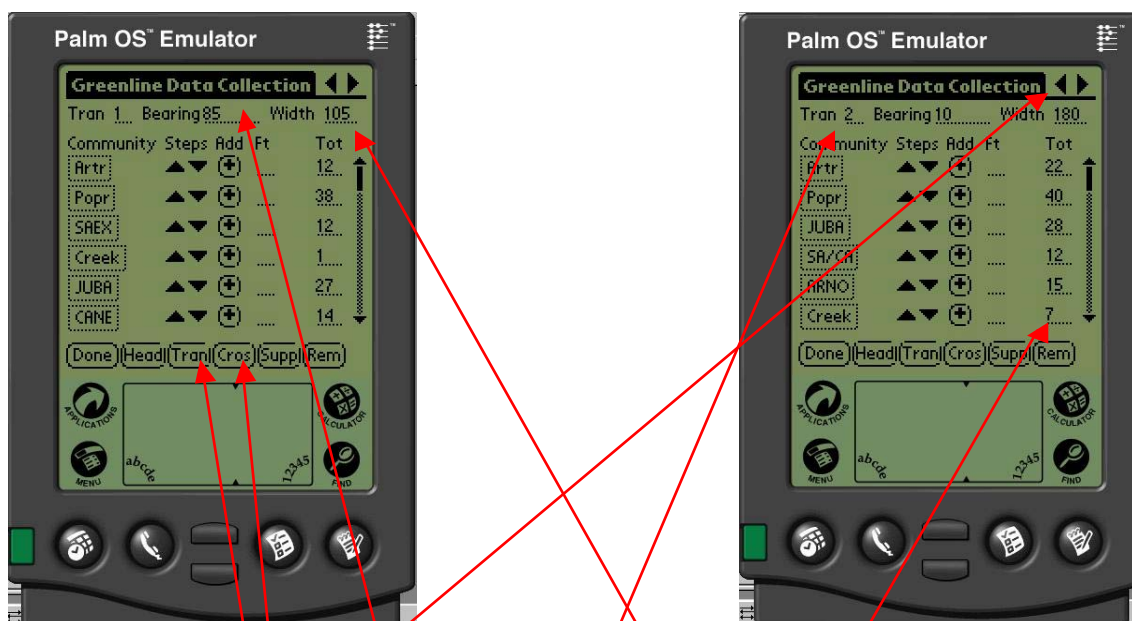 Palm OS™ Emulator
Greenline Data Collection
Tran 1 Bearing 85 Width 105
Community Steps Add Ft Tot
Artr 12
Popr 38
SAEX 12
Creek 1
JUBA 27
CANE 14
Done Head Tran Cros Supp Rem
APPLICATIONS
CALCULATOR
MENU
abcde
12345
FIND
Palm OS™ Emulator
Greenline Data Collection
Tran 2 Bearing 10 Width 180
Community Steps Add Ft Tot
Artr 22
Popr 40
JUBA 28
SA/CA 12
ARNO 15
Creek 7
Done Head Tran Cros Supp Rem
APPLICATIONS
CALCULATOR
MENU
abcde
12345
FIND